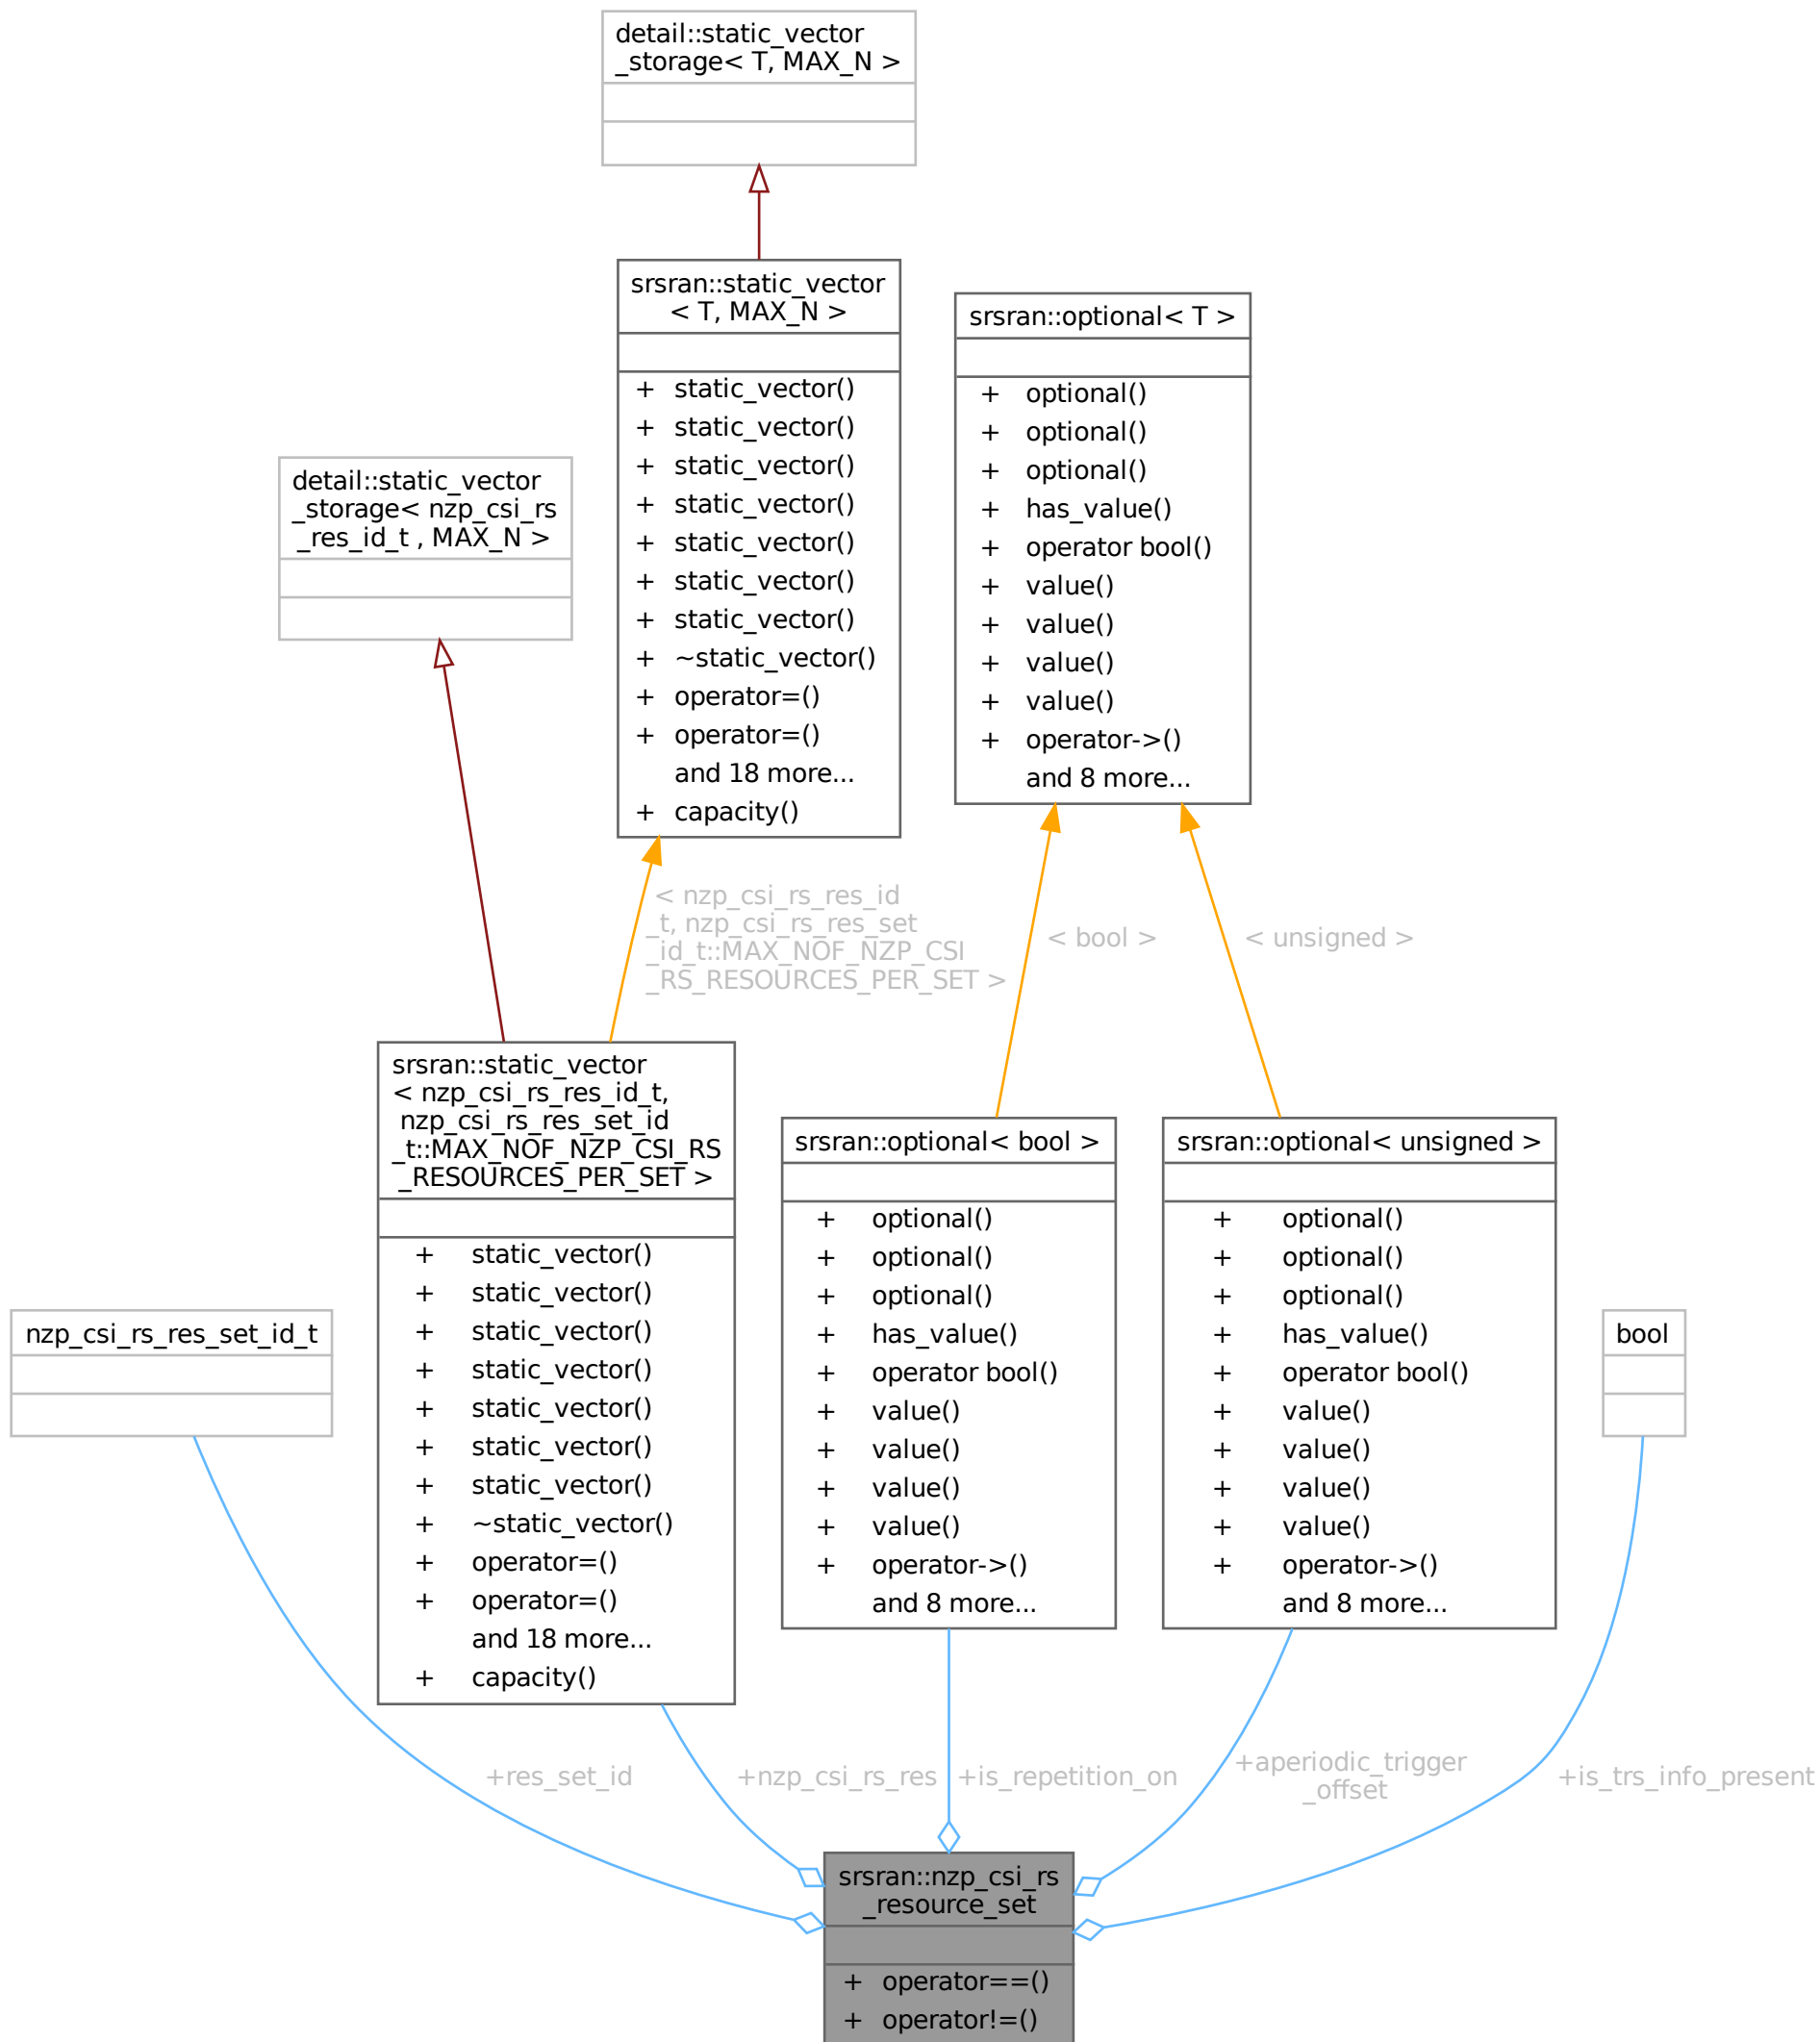 detail::static_vector
_storage< T, MAX_N >
srsran::static_vector
< T, MAX_N >
+ static_vector()
+ static_vector()
+ static_vector()
+ static_vector()
+ static_vector()
+ static_vector()
+ static_vector()
+ ~static_vector()
+ operator=()
+ operator=()
and 18 more...
+ capacity()
srsran::optional< T >
+ optional()
+ optional()
+ optional()
+ has_value()
+ operator bool()
+ value()
+ value()
+ value()
+ value()
+ operator->()
and 8 more...
detail::static_vector
_storage< nzp_csi_rs
_res_id_t , MAX_N >
< nzp_csi_rs_res_id
_t, nzp_csi_rs_res_set
_id_t::MAX_NOF_NZP_CSI
_RS_RESOURCES_PER_SET >
< bool >
< unsigned >
srsran::static_vector
< nzp_csi_rs_res_id_t,
nzp_csi_rs_res_set_id
_t::MAX_NOF_NZP_CSI_RS
_RESOURCES_PER_SET >
+ static_vector()
+ static_vector()
+ static_vector()
+ static_vector()
+ static_vector()
+ static_vector()
+ static_vector()
+ ~static_vector()
+ operator=()
+ operator=()
and 18 more...
+ capacity()
srsran::optional< bool >
+ optional()
+ optional()
+ optional()
+ has_value()
+ operator bool()
+ value()
+ value()
+ value()
+ value()
+ operator->()
and 8 more...
srsran::optional< unsigned >
+ optional()
+ optional()
+ optional()
+ has_value()
+ operator bool()
+ value()
+ value()
+ value()
+ value()
+ operator->()
and 8 more...
nzp_csi_rs_res_set_id_t
bool
+res_set_id
+nzp_csi_rs_res
+is_repetition_on
+aperiodic_trigger
_offset
+is_trs_info_present
srsran::nzp_csi_rs
_resource_set
+ operator==()
+ operator!=()